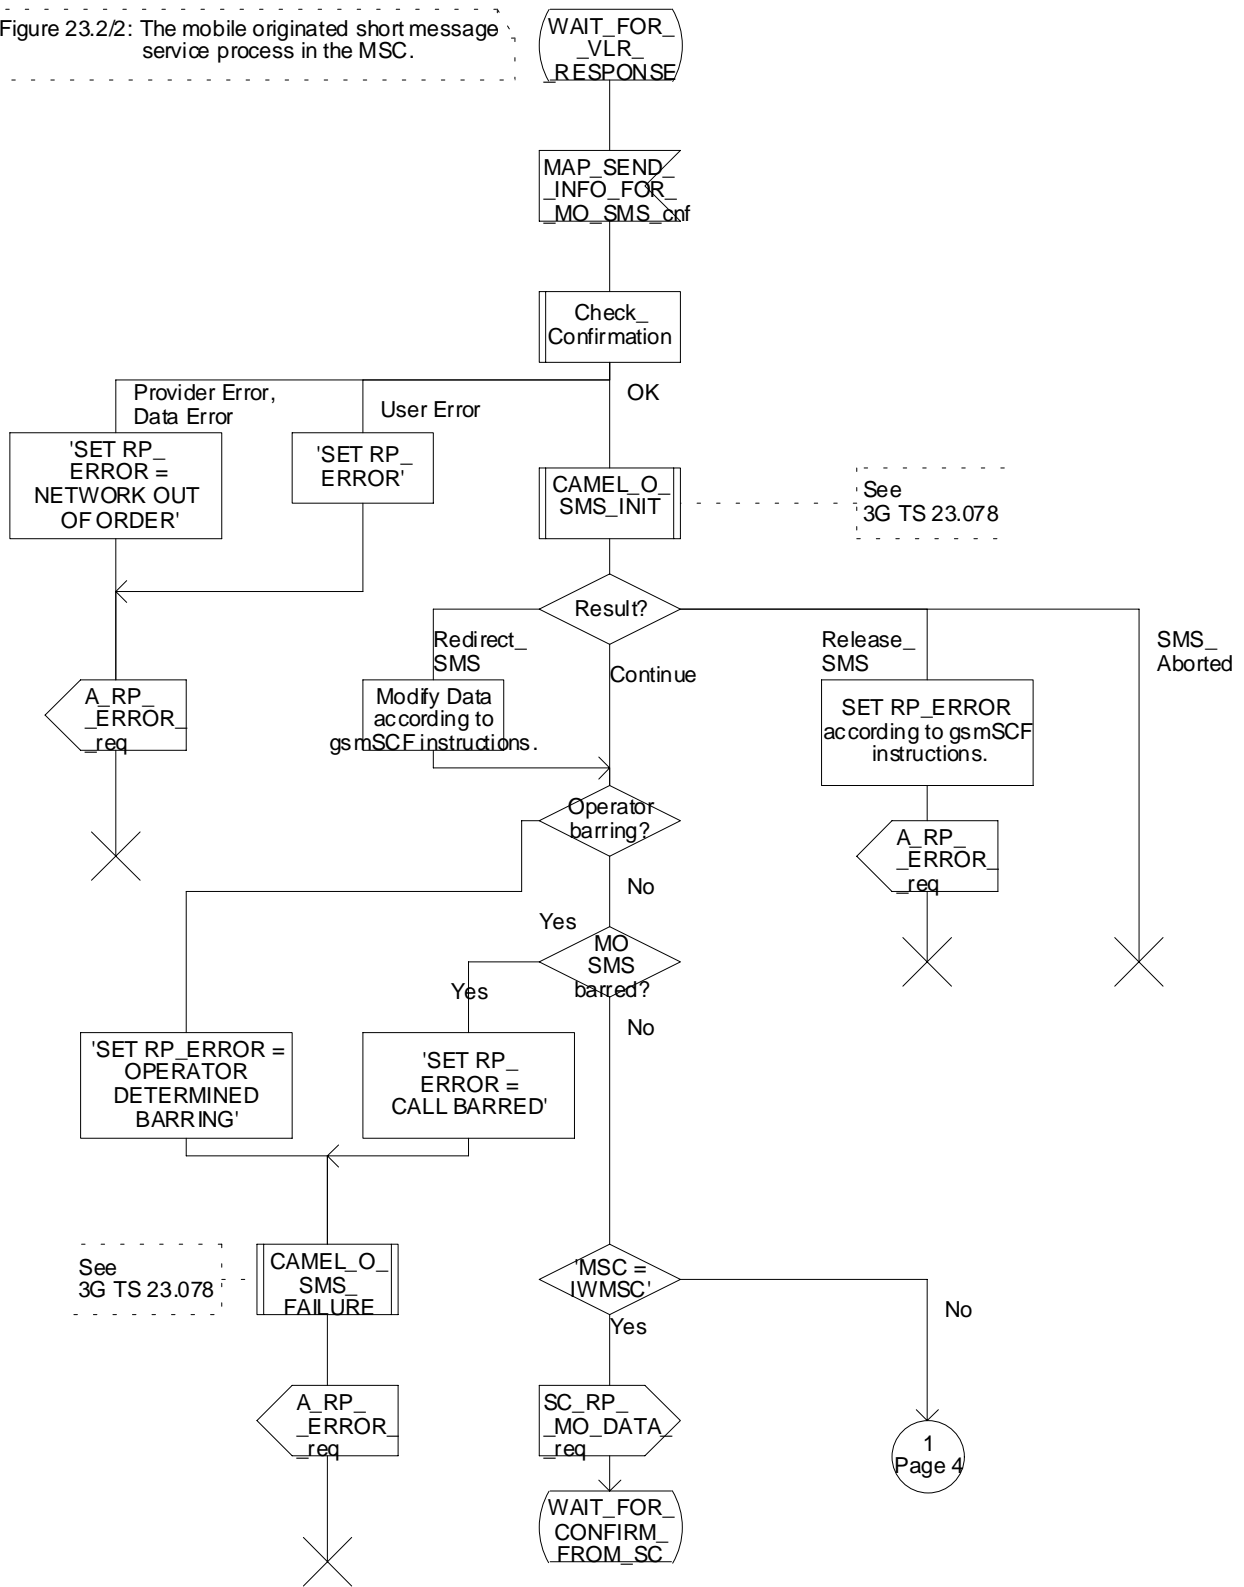 Figure 23.2/2: The mobile originated short message
service process in the MSC.
WAIT_FOR_
_VLR_
_RESPONSE
MAP_SEND_
_INFO_FOR_
_MO_SMS_cnf
Check_
Confirmation
Provider Error,
Data Error
User Error
OK
'SET RP_
ERROR =
NETWORK OUT
OF ORDER'
'SET RP_
ERROR'
CAMEL_O_
SMS_INIT
See
3G TS 23.078
Result?
Redirect_
SMS
Continue
Release_
SMS
SMS_
Aborted
A_RP_
_ERROR_
_req
Modify Data
according to
gsmSCF instructions.
SET RP_ERROR
according to gsmSCF
instructions.
Operator
barring?
A_RP_
_ERROR_
_req
No
Yes
MO
SMS
barred?
Yes
No
'SET RP_ERROR =
OPERATOR
DETERMINED
BARRING'
'SET RP_
ERROR =
CALL BARRED'
See
3G TS 23.078
CAMEL_O_
SMS_
FAILURE
'MSC =
IWMSC'
No
Yes
A_RP_
_ERROR_
_req
SC_RP_
_MO_DATA_
_req
1
Page 4
WAIT_FOR_
CONFIRM_
_FROM_SC